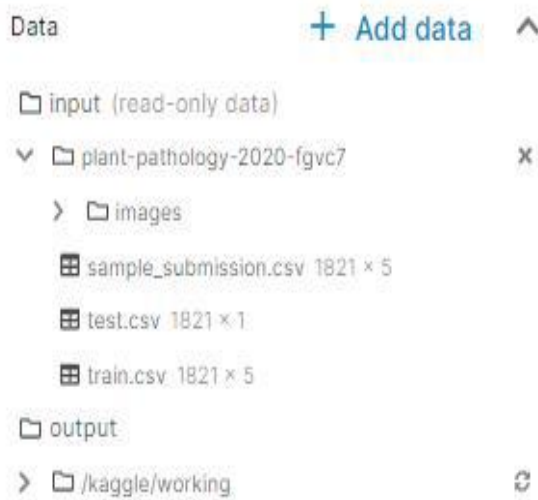 Data + Add data
input (read-only data)
plant-pathology-2020-fgvc7
images
sample_submission.csv 1821 × 5
test.csv 1821 × 1
train.csv 1821 × 5
output
/kaggle/working